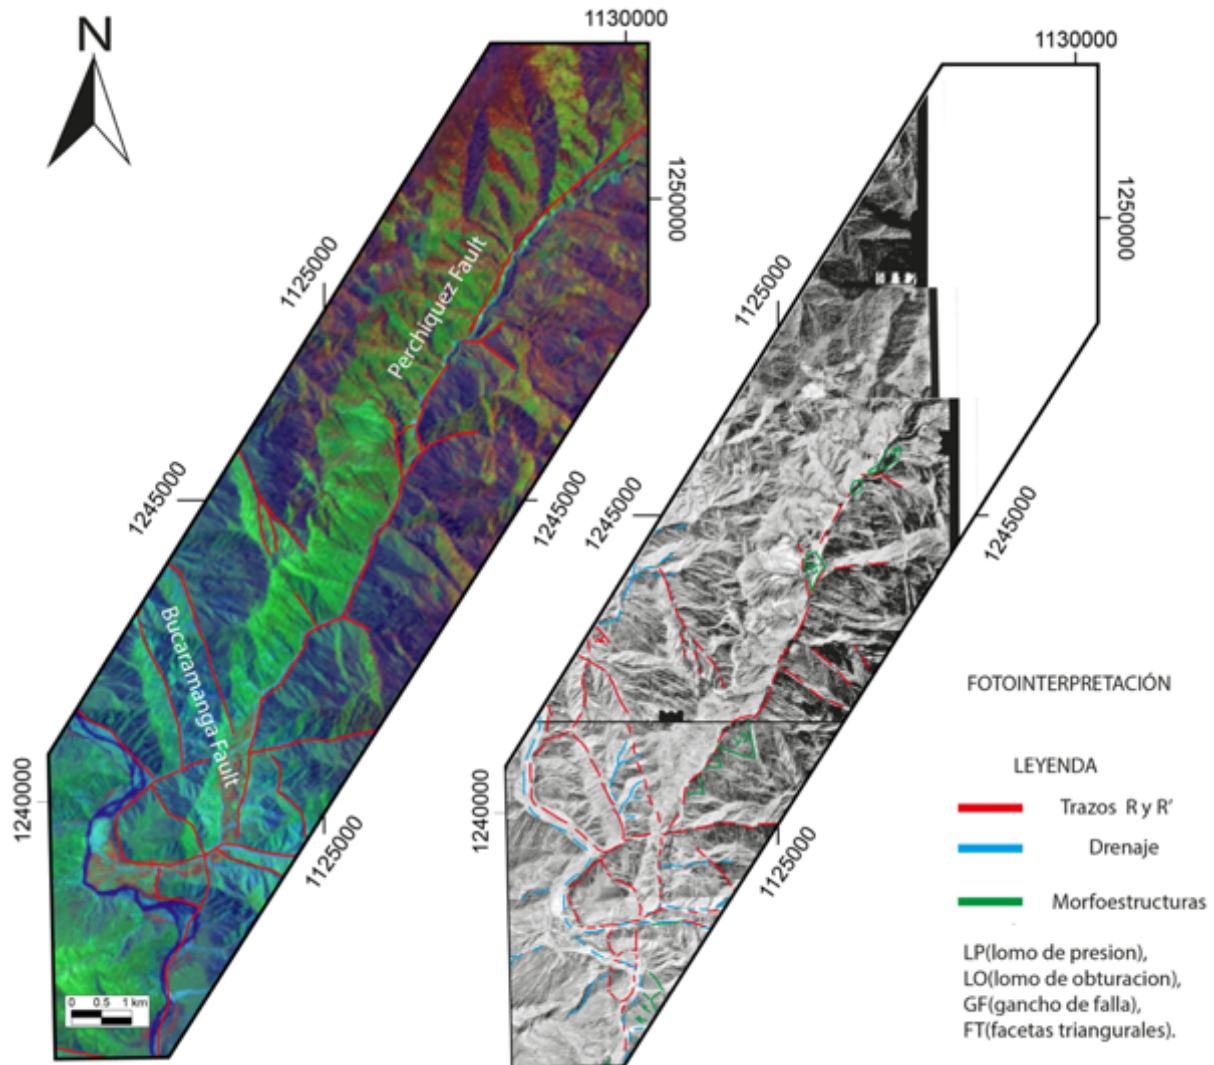 N
1130000
1130000
1250000
1250000
1125000
1125000
Perchiquez Fault
1245000
1245000
1245000
1245000
Bucaramanga Fault
1240000
1240000
1125000
1125000
0 0.5 1 km
FOTOINTERPRETACIÓN
LEYENDA
Trazos R y R'
Drenaje
Morfoestructuras
LP(lomo de presion),
LO(lomo de obturacion),
GF(gancho de falla),
FT(facetas triangurales).